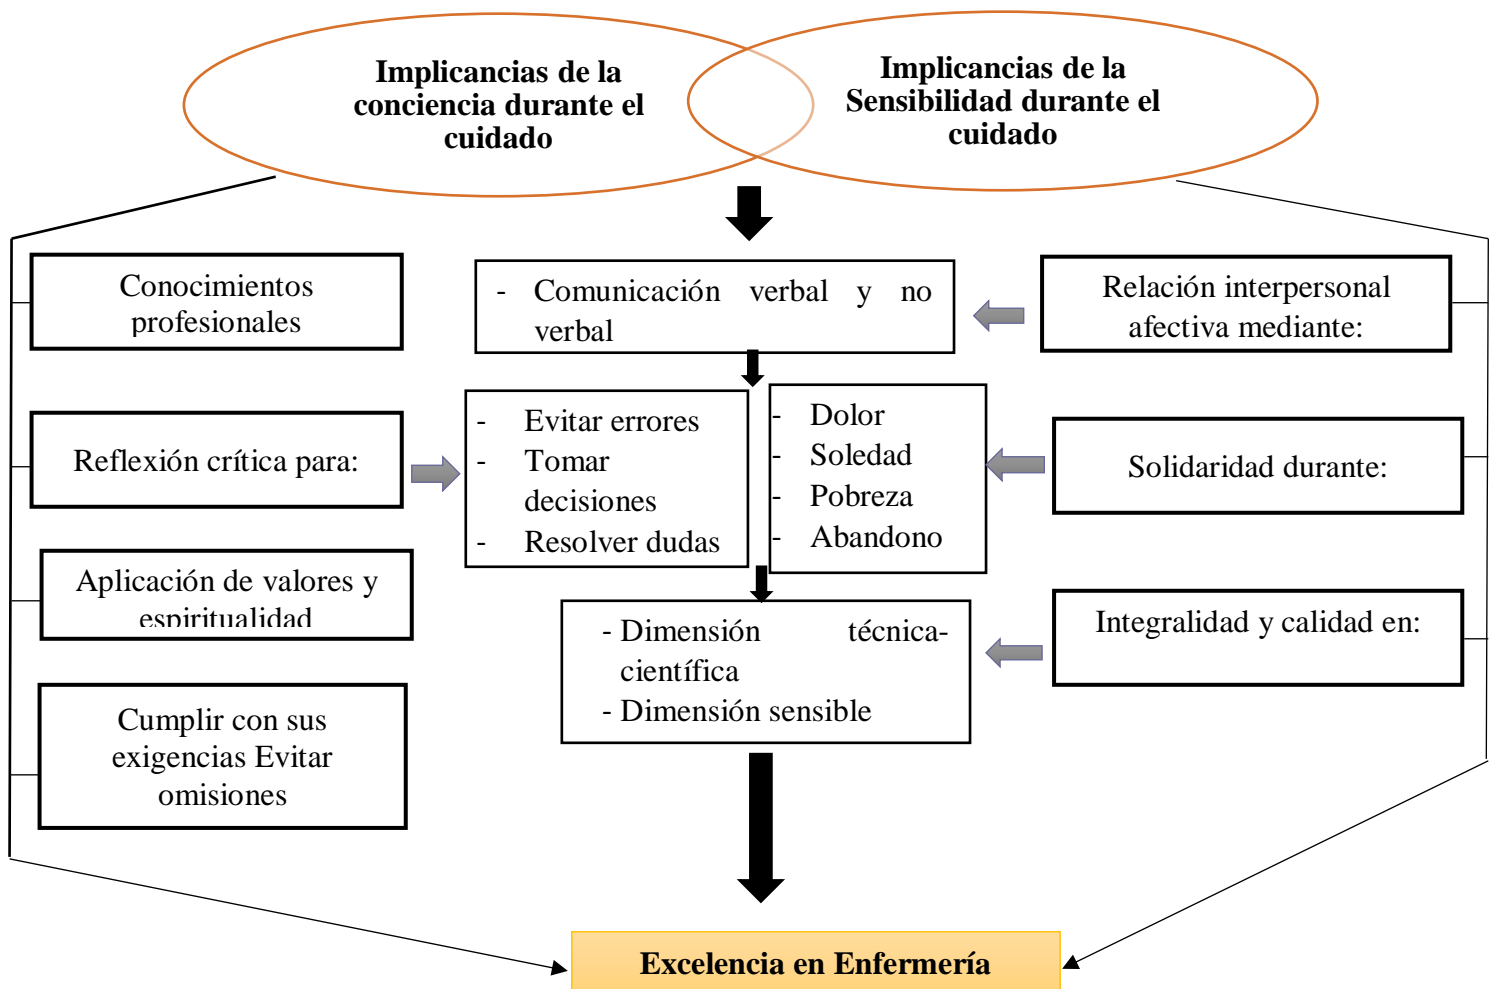 Implicancias de la
conciencia durante el
cuidado
Implicancias de la
Sensibilidad durante el
cuidado
Conocimientos
profesionales
- Comunicación verbal y no
verbal
Relación interpersonal
afectiva mediante:
Reflexión crítica para:
- Evitar errores
- Tomar
decisiones
- Resolver dudas
- Dolor
- Soledad
- Pobreza
- Abandono
Solidaridad durante:
Aplicación de valores y
espiritualidad
- Dimensión técnica-
científica
- Dimensión sensible
Integralidad y calidad en:
Cumplir con sus
exigencias Evitar
omisiones
Excelencia en Enfermería